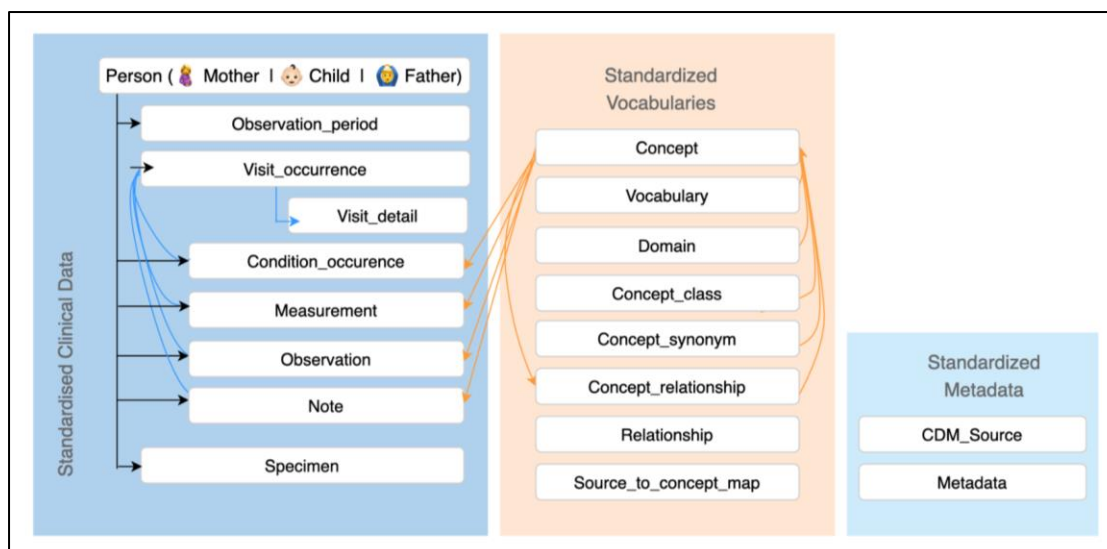 Standardised Clinical Data
Person ( 🤰 Mother | 👶 Child | 👰 Father)
Observation_period
Visit_occurrence
Visit_detail
Condition_occurence
Measurement
Observation
Note
Specimen
Standardized
Vocabularies
Concept
Vocabulary
Domain
Concept_class
Concept_synonym
Concept_relationship
Relationship
Source_to_concept_map
Standardized
Metadata
CDM_Source
Metadata